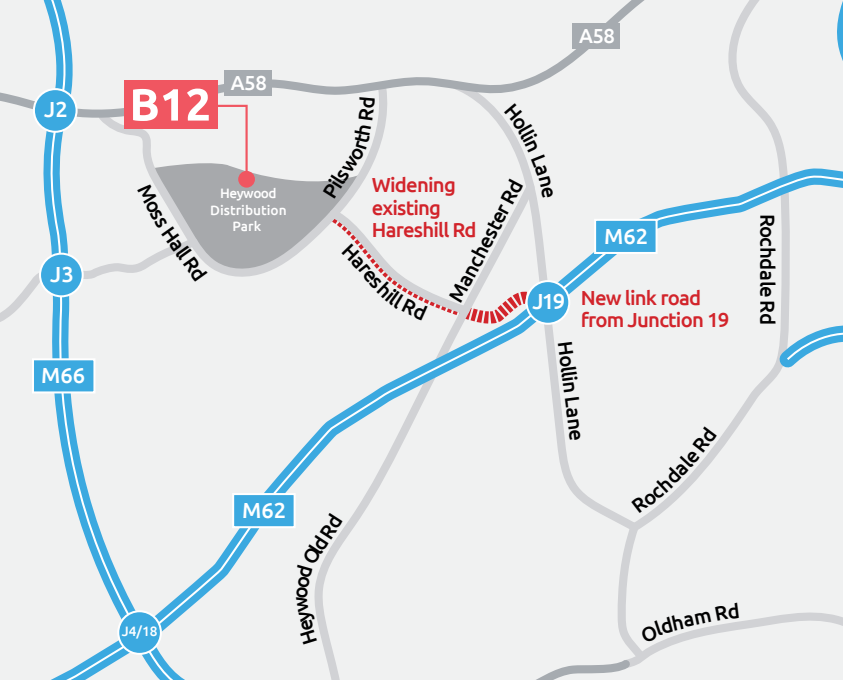 A58
A58
J2
B12
Pilsworth Rd
Hollin Lane
Widening
existing
Hareshill Rd
Heywood
Distribution
Park
Moss Hall Rd
Manchester Rd
M62
Rochdale Rd
J3
Hareshill Rd
J19
New link road
from Junction 19
M66
Hollin Lane
Rochdale Rd
M62
Heywood Old Rd
J4/18
Oldham Rd